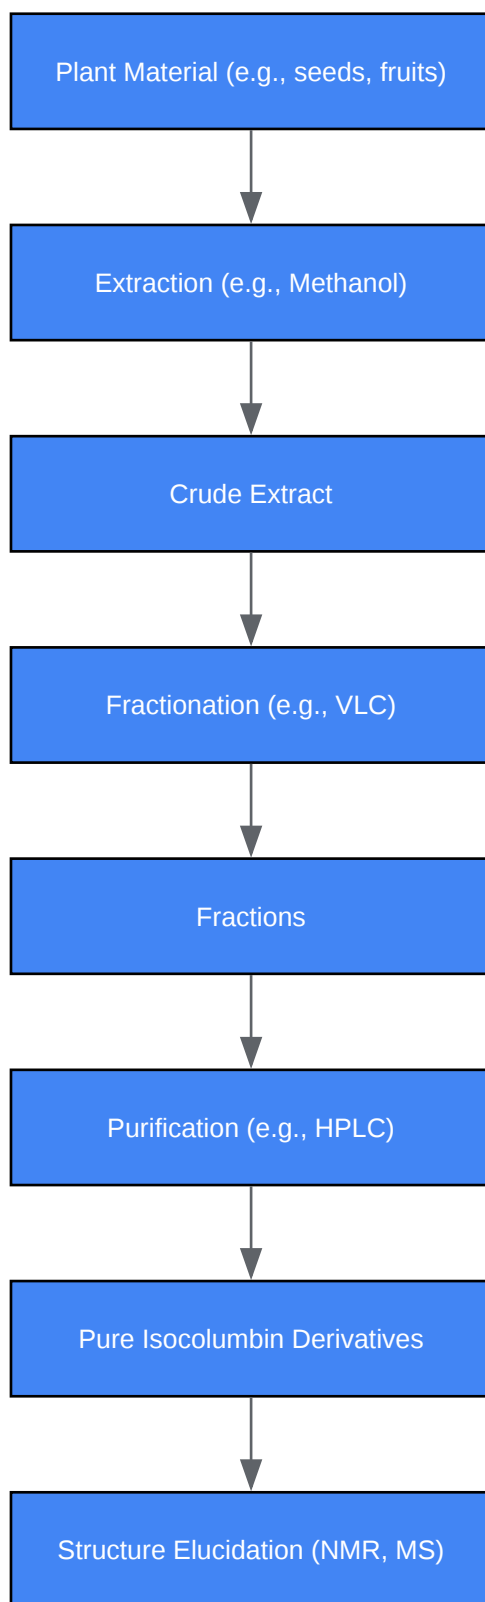 Plant Material (e.g., seeds, fruits)
Extraction (e.g., Methanol)
Crude Extract
Fractionation (e.g., VLC)
Fractions
Purification (e.g., HPLC)
Pure Isocolumbin Derivatives
Structure Elucidation (NMR, MS)